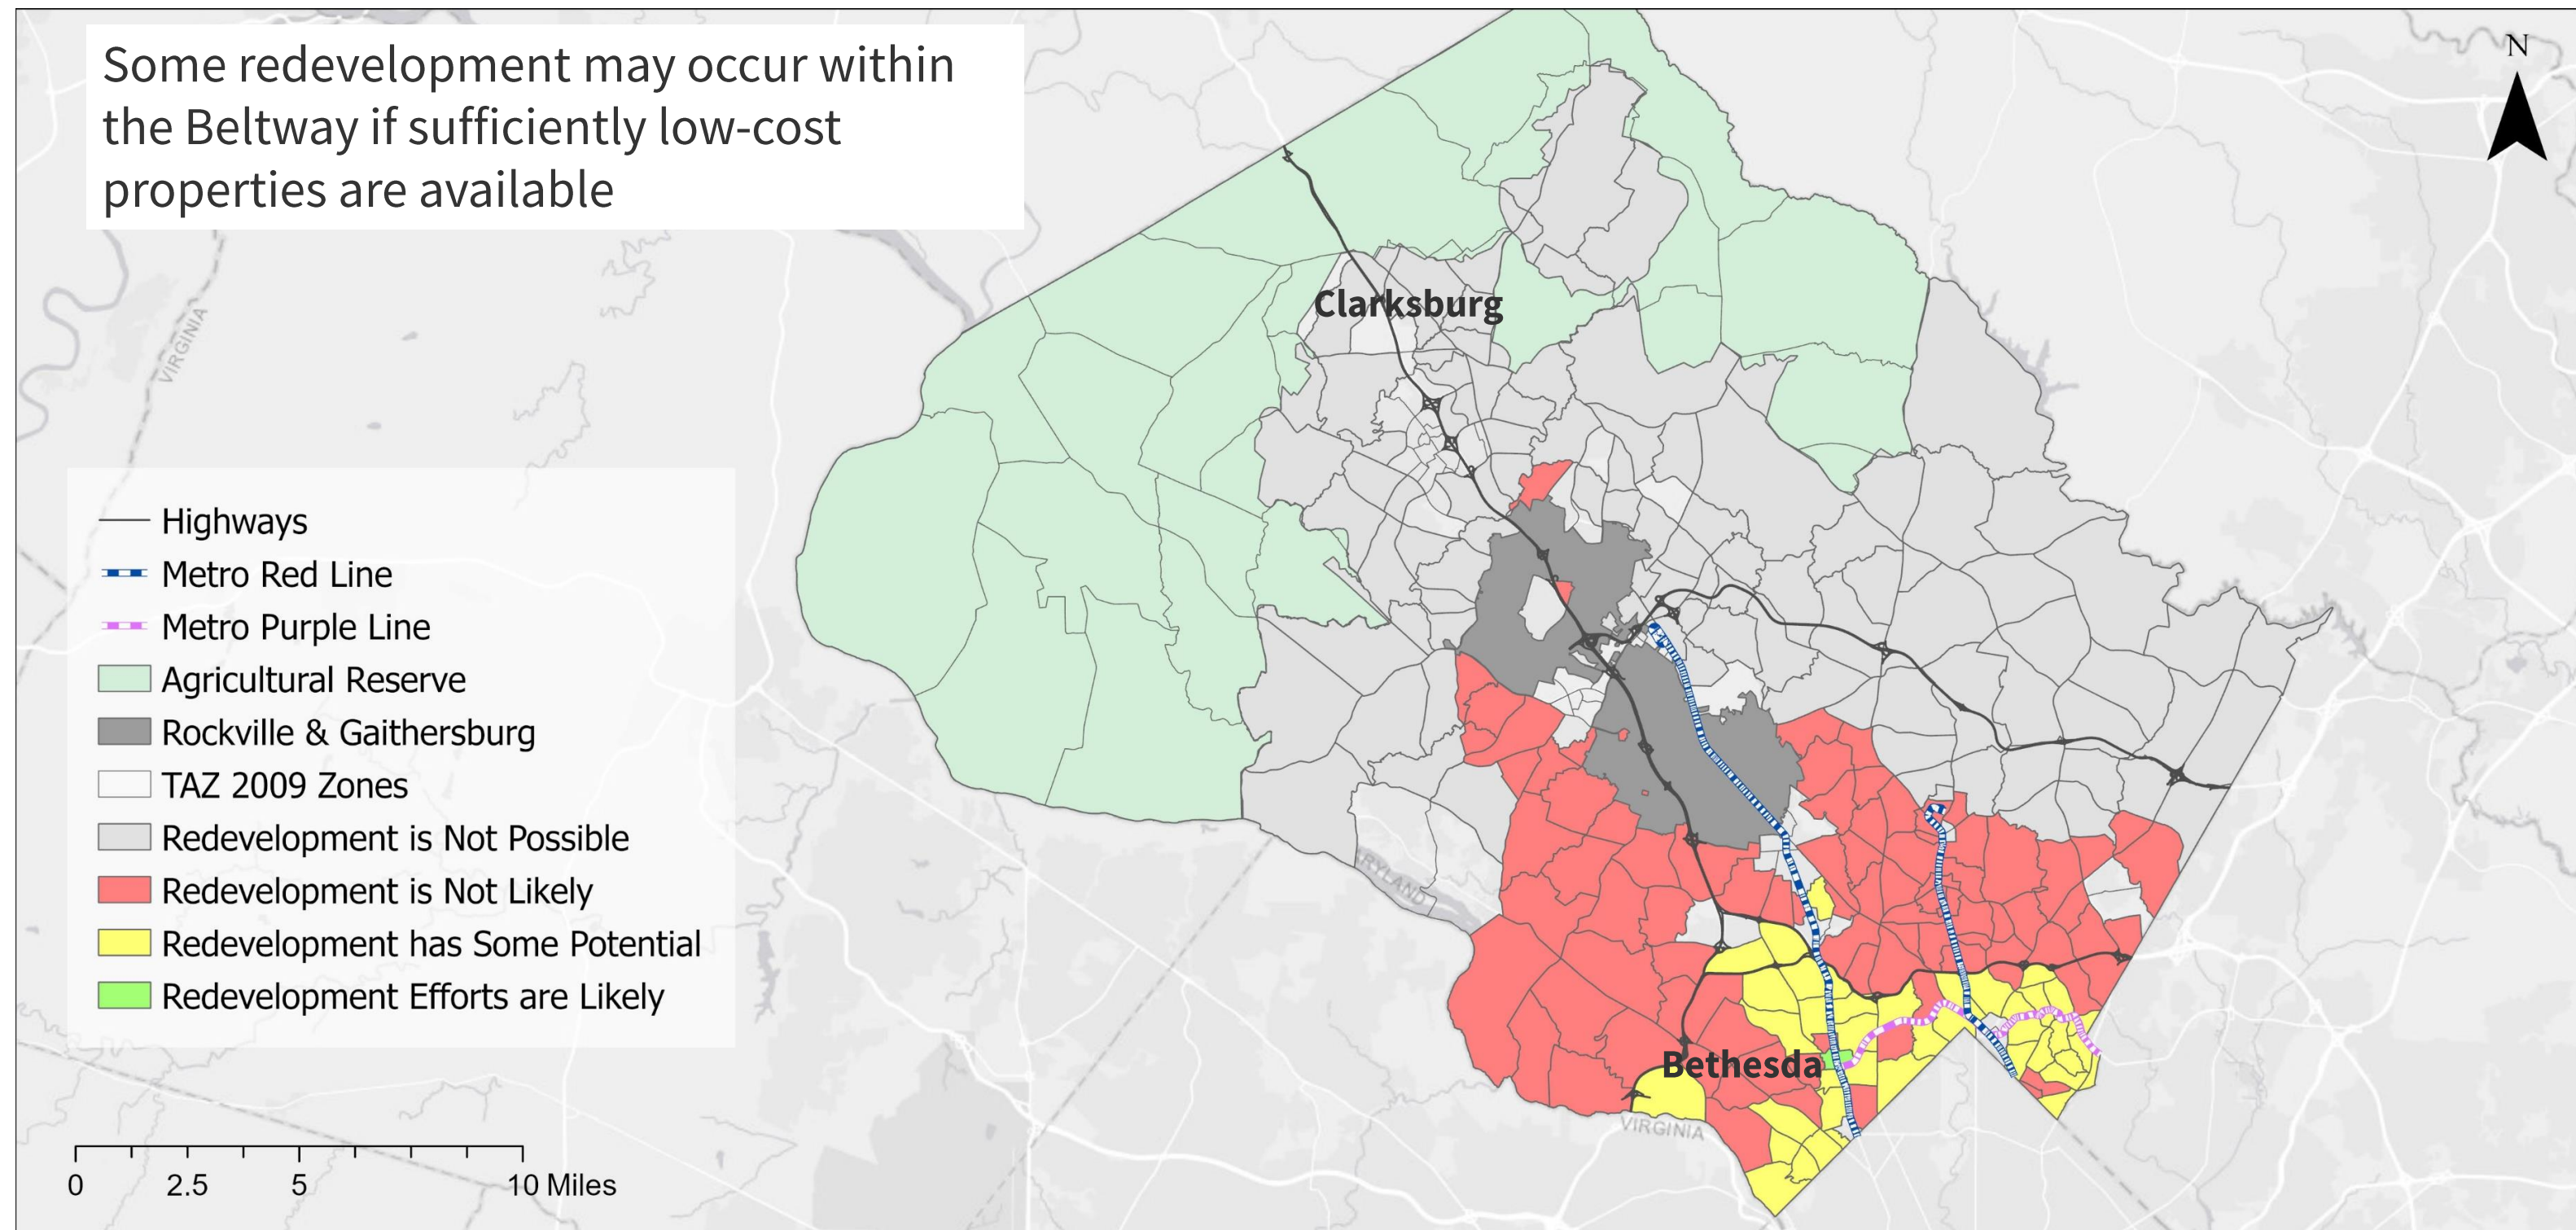 Some redevelopment may occur within
the Beltway if sufficiently low-cost
properties are available
N
VIRGINIA
Clarksburg
Highways
Metro Red Line
Metro Purple Line
Agricultural Reserve
Rockville & Gaithersburg
TAZ 2009 Zones
Redevelopment is Not Possible
Redevelopment is Not Likely
Redevelopment has Some Potential
Redevelopment Efforts are Likely
ARYLAND
Bethesda
VIRGINIA
0 2.5 5 10 Miles